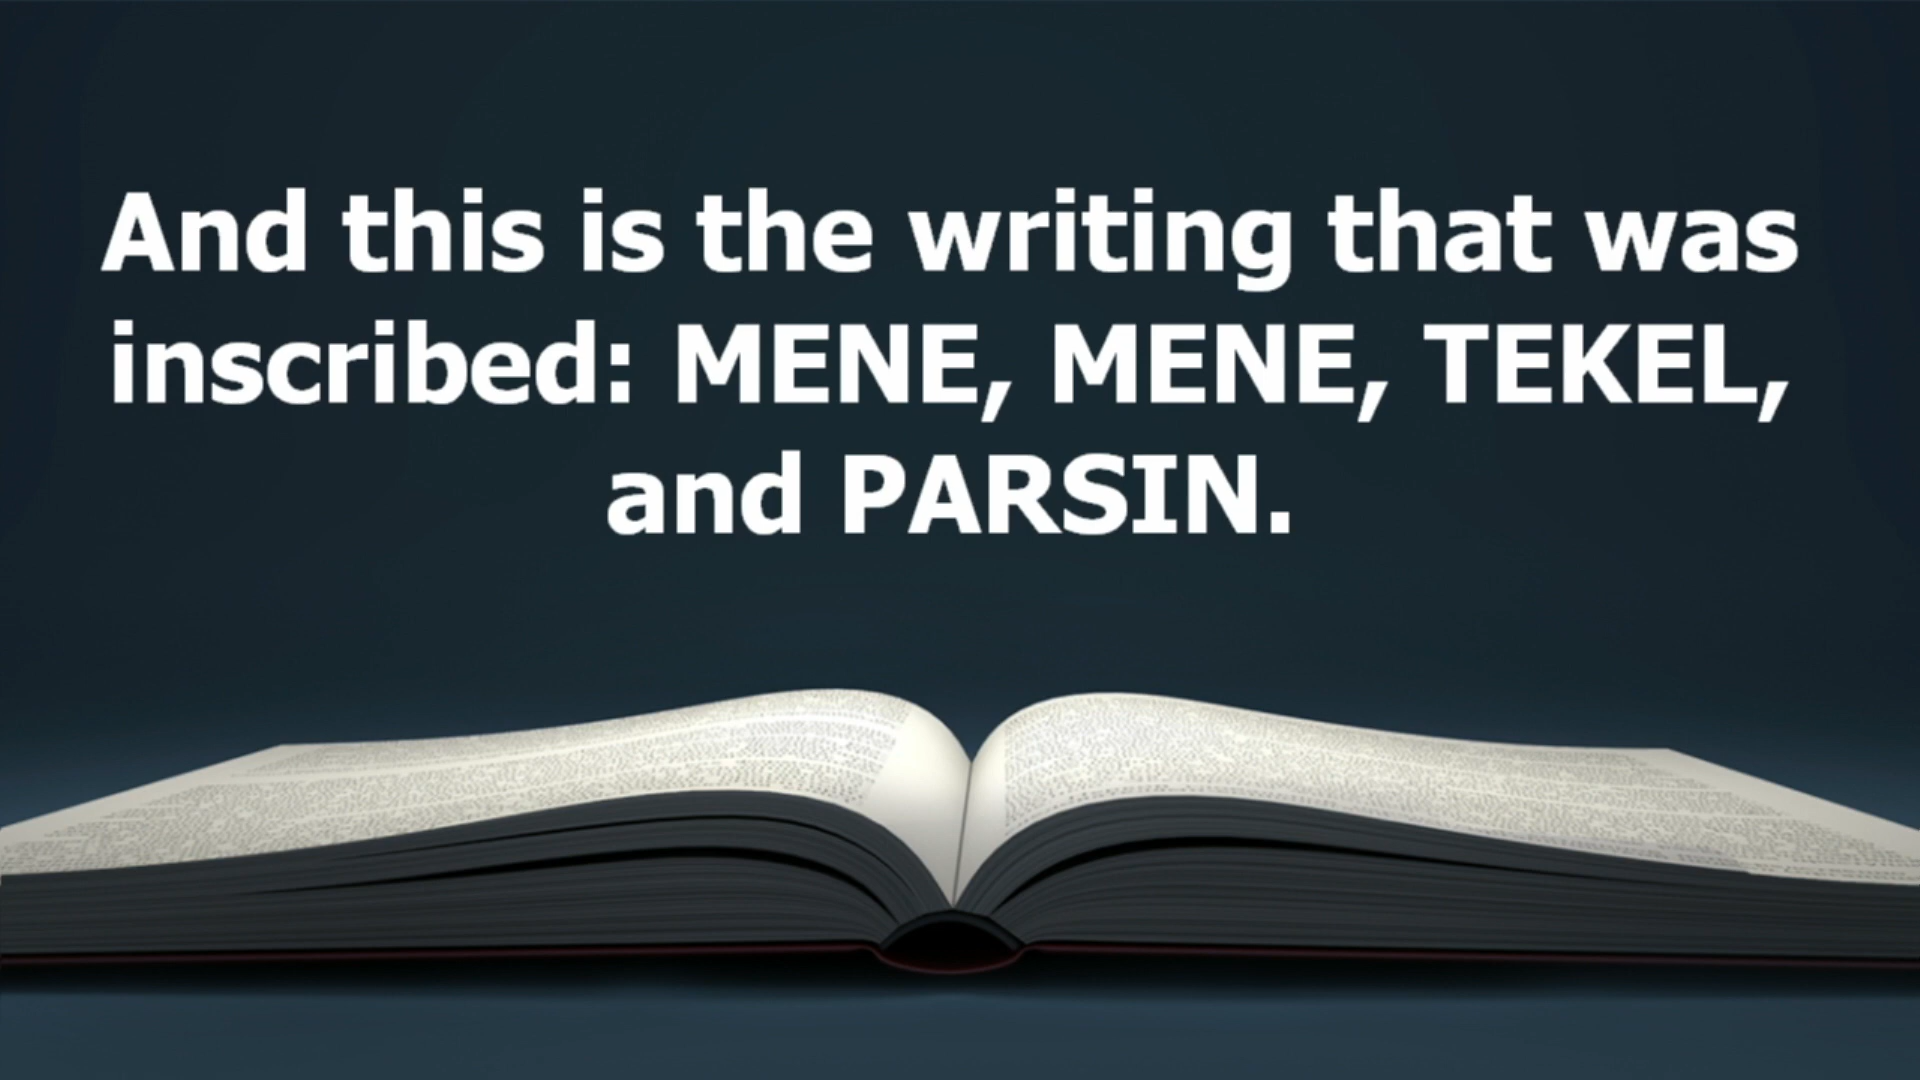 And this is the writing that was
inscribed: MENE, MENE, TEKEL,
and PARSIN.